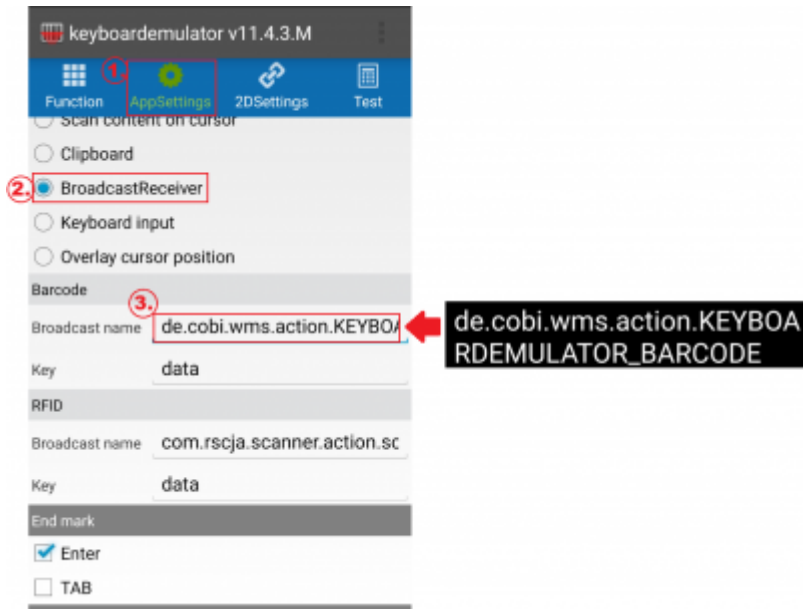 keyboardemulator v11.4.3.M
1.
Function AppSettings 2DSettings Test
Scan content on cursor
Clipboard
2. BroadcastReceiver
Keyboard input
Overlay cursor position
Barcode
3.
Broadcast name de.cobi.wms.action.KEYBOA
de.cobi.wms.action.KEYBOA
RDEMULATOR_BARCODE
Key data
RFID
Broadcast name com.rscja.scanner.action.sc
Key data
End mark
Enter
TAB